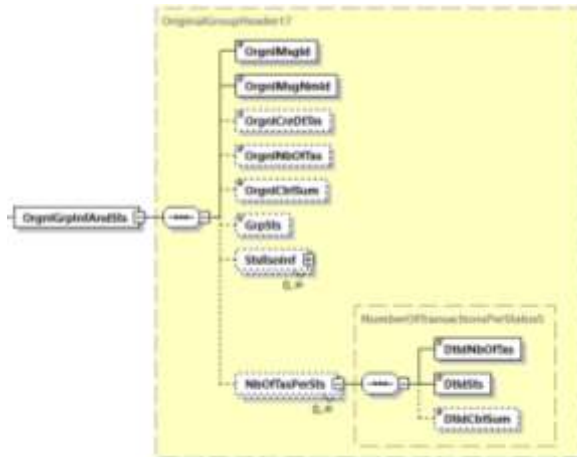 OriginalGroupHeader17
OrgnlMsgId
OrgnlMsgNmId
OrgnlCreDtTm
OrgnlNbOfTxs
OrgnlCtrlSum
OrgnlGrpInfAndSts
GrpSts
StsRsnInf
0..∞
NumberOfTransactionsPerStatus5
DtldNbOfTxs
NbOfTxsPerSts
DtldSts
0..∞
DtldCtrlSum